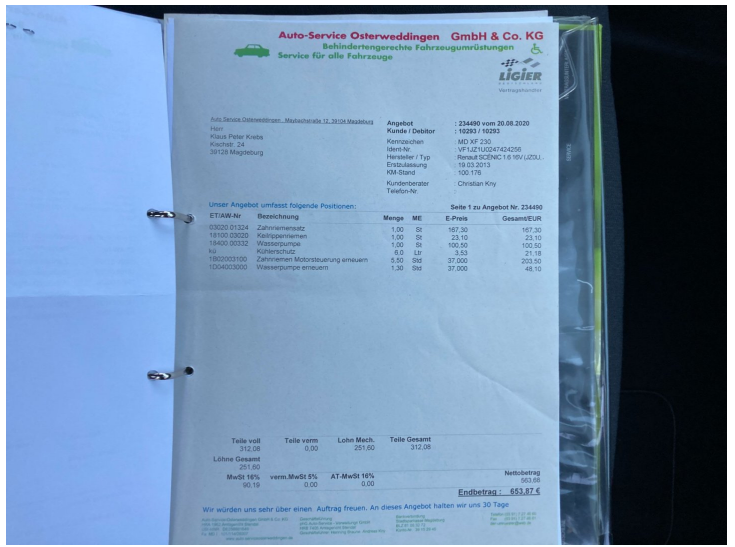 Auto-Service Osterweddingen GmbH & Co. KG
Behindertengerechte Fahrzeugumrüstungen
Service für alle Fahrzeuge
LIGIER
Vertragshändler
Auto Service Osterweddingen Maybachstraße 12, 39104 Magdeburg
Herr
Klaus Peter Krebs
Kischstr. 24
39128 Magdeburg
Angebot : 234490 vom 20.08.2020
Kunde / Debitor : 10293 / 10293
Kennzeichen : MD XF 230
Ident-Nr. : VF1JZ1U0247424256
Hersteller / Typ : Renault SCENIC 1.6 16V (JZ0U..
Erstzulassung : 19.03.2013
KM-Stand : 100.176
Kundenberater : Christian Kny
Telefon-Nr :
Unser Angebot umfasst folgende Positionen: Seite 1 zu Angebot Nr. 234490
ET/AW-Nr Bezeichnung Menge ME E-Preis Gesamt/EUR
03020 01324 Zahnriemensatz 1,00 St 167,30 167,30
18100 03020 Keilrippenriemen 1,00 St 23,10 23,10
18400 00332 Wasserpumpe 1,00 St 100,50 100,50
kü Kühlerschutz 6,0 Ltr 3,53 21,18
1B02003100 Zahnriemen Motorsteuerung erneuern 5,50 Std 37,000 203,50
1D04003000 Wasserpumpe erneuern 1,30 Std 37,000 48,10
Teile voll Teile verm Lohn Mech. Teile Gesamt
312,08 0,00 251,60 312,08
Löhne Gesamt
251,60
MwSt 16% verm.MwSt 5% AT-MwSt 16% Nettobetrag
90,19 0,00 0,00 563,68
Endbetrag : 653,87 €
Wir würden uns sehr über einen Auftrag freuen. An dieses Angebot halten wir uns 30 Tage